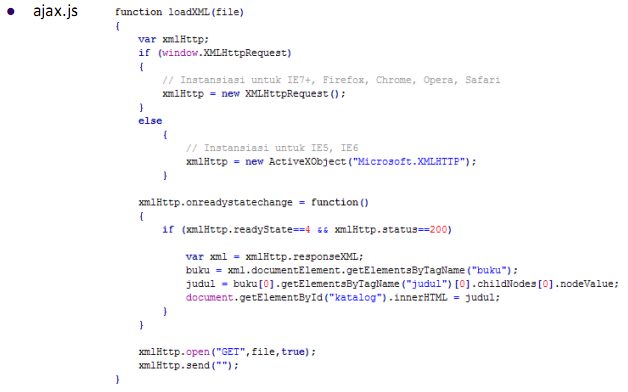 • ajax.js
function loadXML(file)
{
var xmlHttp;
if (window.XMLHttpRequest)
{
// Instansiasi untuk IE7+, Firefox, Chrome, Opera, Safari
xmlHttp = new XMLHttpRequest();
}
else
{
// Instansiasi untuk IE5, IE6
xmlHttp = new ActiveXObject("Microsoft.XMLHTTP");
}
xmlHttp.onreadystatechange = function()
{
if (xmlHttp.readyState==4 && xmlHttp.status==200)
var xml = xmlHttp.responseXML;
buku = xml.documentElement.getElementsByTagName("buku");
judul = buku[0].getElementsByTagName("judul")[0].childNodes[0].nodeValue;
document.getElementById("katalog").innerHTML = judul;
}
}
xmlHttp.open("GET",file,true);
xmlHttp.send("");
}